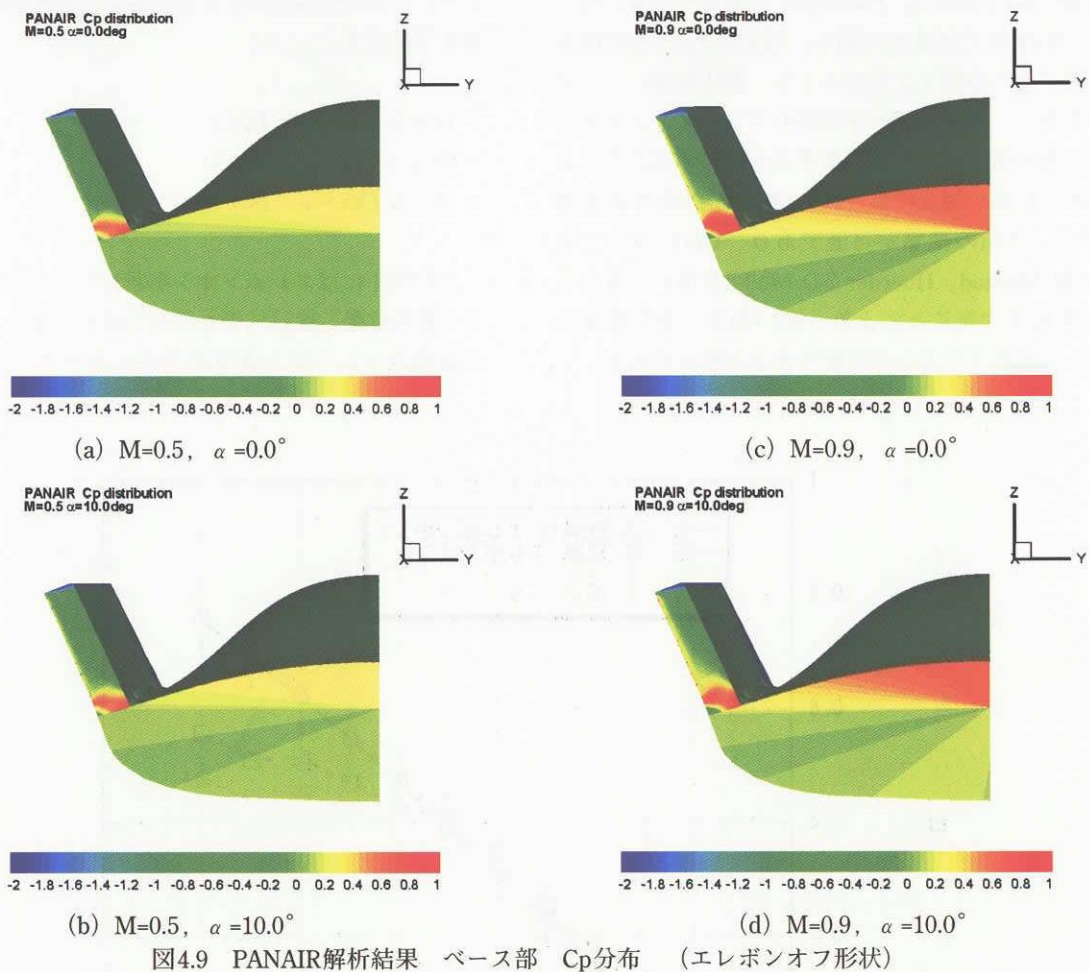 PANAIR Cp distribution
M=0.5 α=0.0deg
Z
X
Y
-2 -1.8 -1.6 -1.4 -1.2 -1 -0.8 -0.6 -0.4 -0.2 0 0.2 0.4 0.6 0.8 1
(a) M=0.5, α=0.0°
PANAIR Cp distribution
M=0.9 α=0.0deg
Z
X
Y
-2 -1.8 -1.6 -1.4 -1.2 -1 -0.8 -0.6 -0.4 -0.2 0 0.2 0.4 0.6 0.8 1
(c) M=0.9, α=0.0°
PANAIR Cp distribution
M=0.5 α=10.0deg
Z
X
Y
-2 -1.8 -1.6 -1.4 -1.2 -1 -0.8 -0.6 -0.4 -0.2 0 0.2 0.4 0.6 0.8 1
(b) M=0.5, α=10.0°
PANAIR Cp distribution
M=0.9 α=10.0deg
Z
X
Y
-2 -1.8 -1.6 -1.4 -1.2 -1 -0.8 -0.6 -0.4 -0.2 0 0.2 0.4 0.6 0.8 1
(d) M=0.9, α=10.0°
図4.9 PANAIR解析結果 ベース部 Cp分布 (エレボンオフ形状)